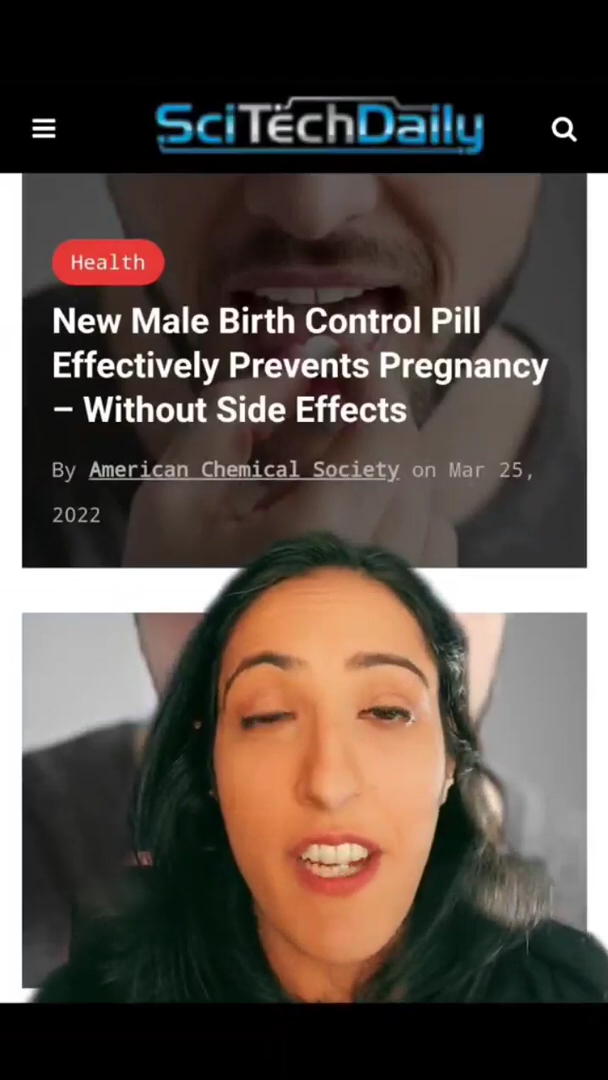 SciTechDaily
Health
New Male Birth Control Pill
Effectively Prevents Pregnancy
– Without Side Effects
By American Chemical Society on Mar 25,
2022